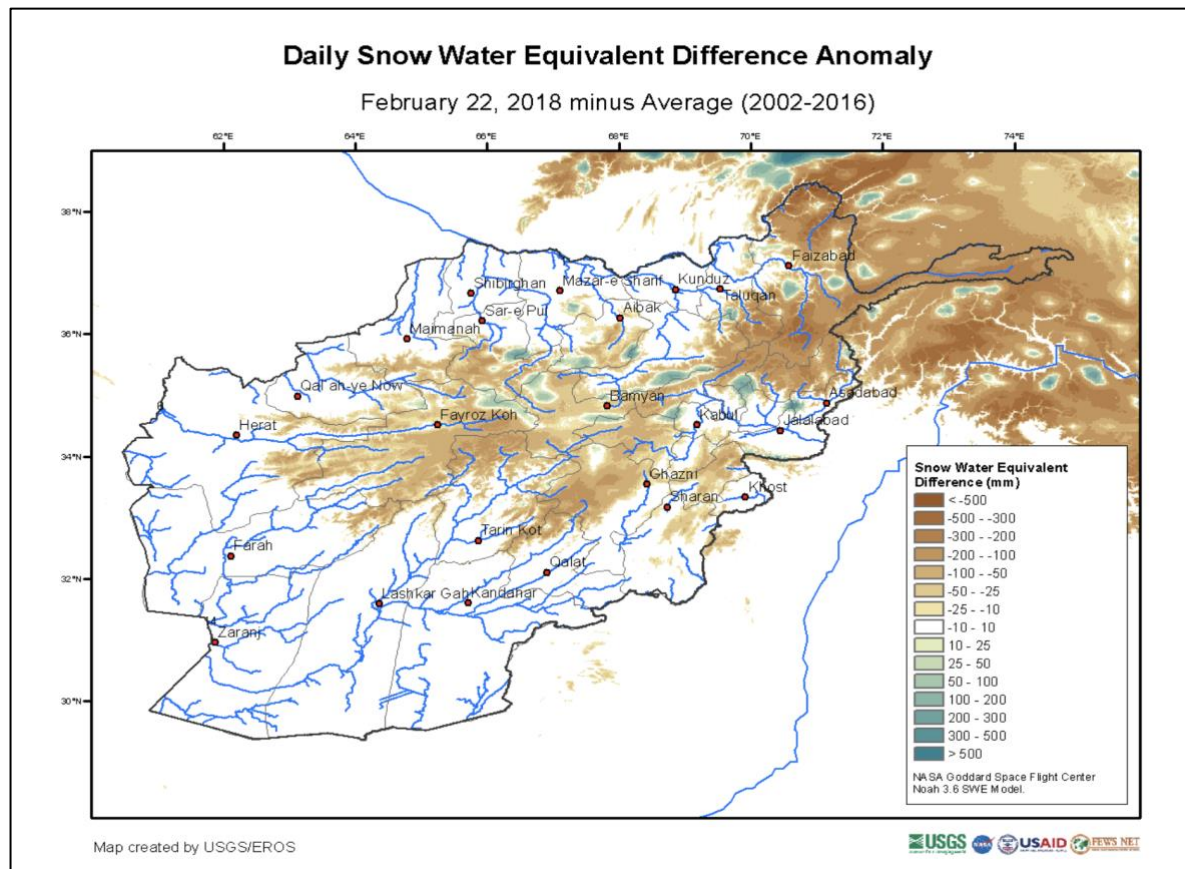 Daily Snow Water Equivalent Difference Anomaly
February 22, 2018 minus Average (2002-2016)
62°E 64°E 66°E 68°E 70°E 72°E 74°E
38°N
Faizabad
Shibirghan Mazar-e Sharif Kunduz Taluqan
Sar-e Pul Aibak
36°N
Maimanah
Qal'ah-ye Now Bamyan Asadabad
Herat Fayroz Koh Kabul Jalalabad
34°N
Ghazni
Sharan Khost
Tarin Kot
Farah
Qalat
32°N
Lashkar Gah Kandahar
Zaranj
30°N
Snow Water Equivalent
Difference (mm)
< -500
-500 - -300
-300 - -200
-200 - -100
-100 - -50
-50 - -25
-25 - -10
-10 - 10
10 - 25
25 - 50
50 - 100
100 - 200
200 - 300
300 - 500
> 500
NASA Goddard Space Flight Center
Noah 3.6 SWE Model.
Map created by USGS/EROS
USGS NASA USAID FEWS NET